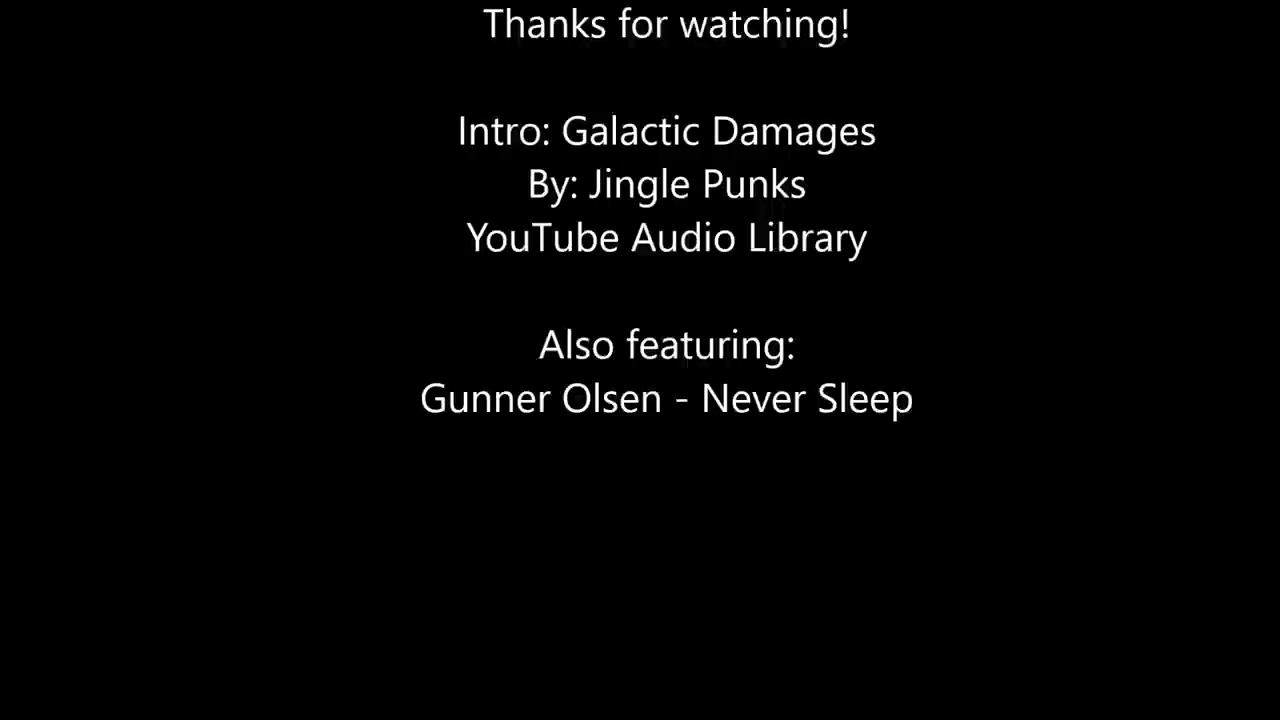 Thanks for watching!
Intro: Galactic Damages
By: Jingle Punks
YouTube Audio Library
Also featuring:
Gunner Olsen - Never Sleep